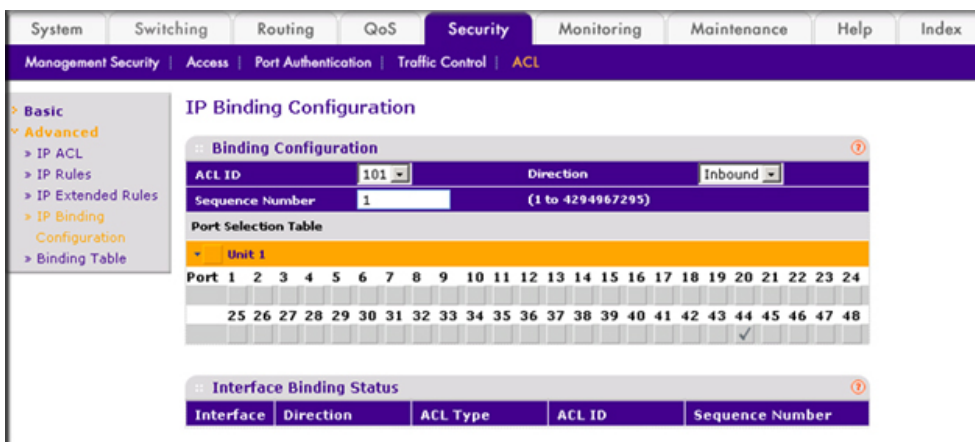 System Switching Routing QoS Security Monitoring Maintenance Help Index
Management Security | Access | Port Authentication | Traffic Control | ACL
Basic
Advanced
» IP ACL
» IP Rules
» IP Extended Rules
» IP Binding
Configuration
» Binding Table
IP Binding Configuration
Binding Configuration
ACL ID 101 Direction Inbound
Sequence Number 1 (1 to 4294967295)
Port Selection Table
Unit 1
Port 1 2 3 4 5 6 7 8 9 10 11 12 13 14 15 16 17 18 19 20 21 22 23 24
25 26 27 28 29 30 31 32 33 34 35 36 37 38 39 40 41 42 43 44 45 46 47 48
Interface Binding Status
Interface Direction ACL Type ACL ID Sequence Number